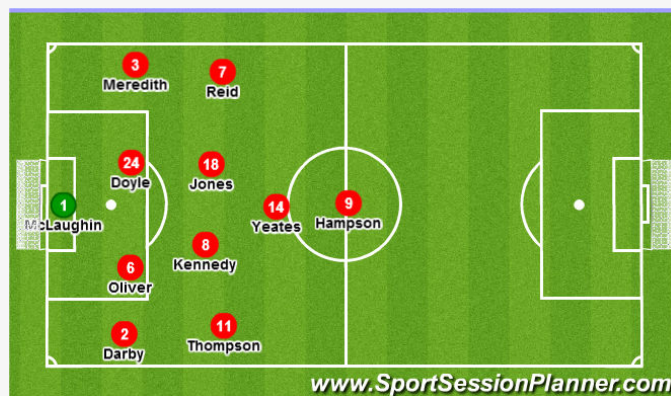 3
Meredith
7
Reid
24
Doyle
18
Jones
1
McLaughin
14
Yeates
9
Hampson
8
Kennedy
6
Oliver
2
Darby
11
Thompson
www.SportSessionPlanner.com